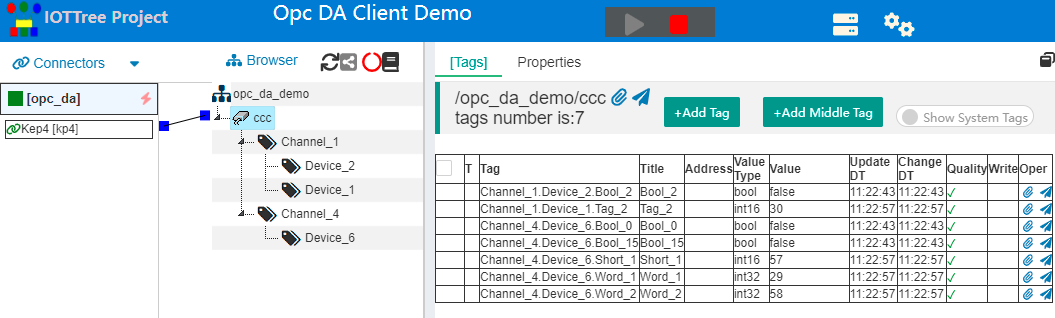 IOTTree Project
Opc DA Client Demo
Connectors
Browser
[Tags]
Properties
[opc_da]
Kep4 [kp4]
opc_da_demo
ccc
Channel_1
Device_2
Device_1
Channel_4
Device_6
/opc_da_demo/ccc
tags number is:7
+Add Tag
+Add Middle Tag
Show System Tags
T Tag Title Address Value Type Value Update DT Change DT Quality Write Oper
Channel_1.Device_2.Bool_2 Bool_2 bool false 11:22:43 11:22:43
Channel_1.Device_1.Tag_2 Tag_2 int16 30 11:22:57 11:22:57
Channel_4.Device_6.Bool_0 Bool_0 bool false 11:22:43 11:22:43
Channel_4.Device_6.Bool_15 Bool_15 bool false 11:22:43 11:22:43
Channel_4.Device_6.Short_1 Short_1 int16 57 11:22:57 11:22:57
Channel_4.Device_6.Word_1 Word_1 int32 29 11:22:57 11:22:57
Channel_4.Device_6.Word_2 Word_2 int32 58 11:22:57 11:22:57